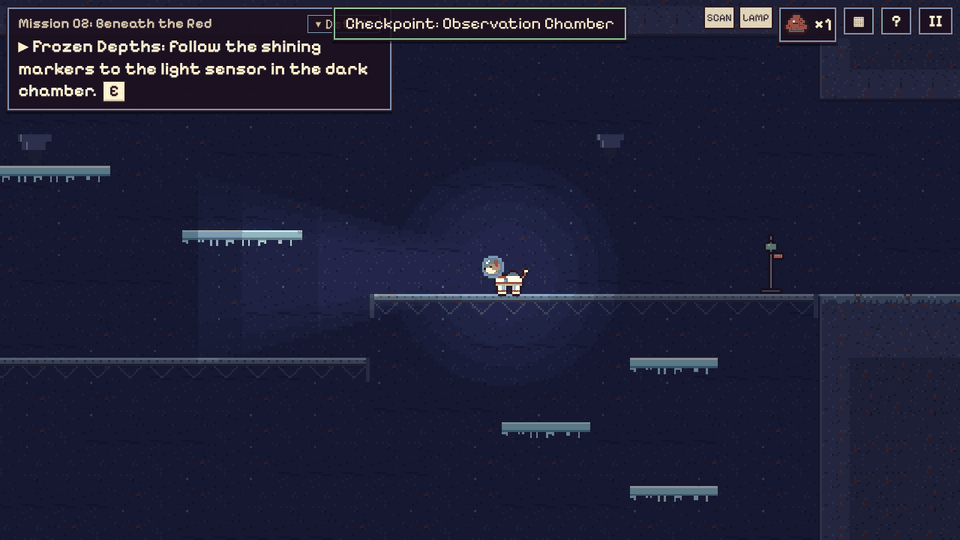 Mission 08: Beneath the Red
▼ D
Checkpoint: Observation Chamber
SCAN
LAMP
×1
?
▶ Frozen Depths: Follow the shining
markers to the light sensor in the dark
chamber. E